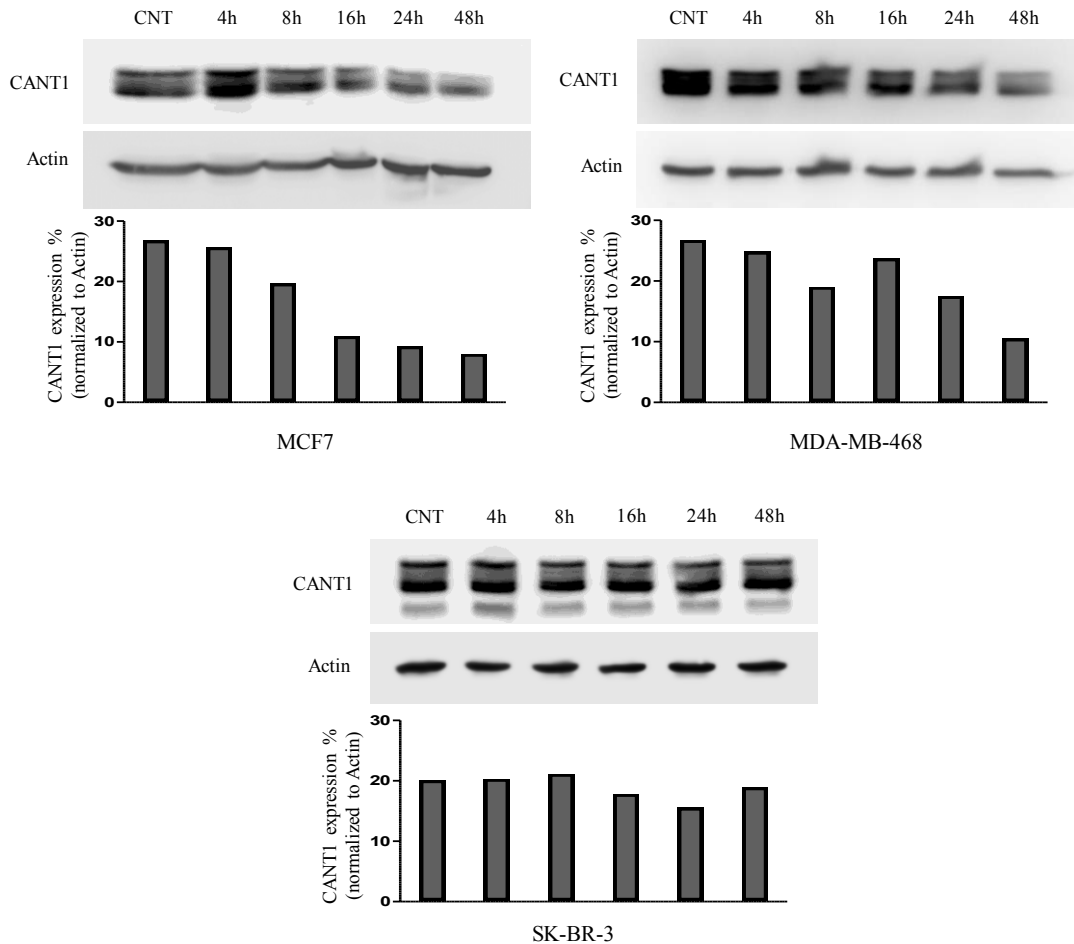 CNT 4h 8h 16h 24h 48h
CANT1
Actin
CANT1 expression %
(normalized to Actin)
30
20
10
0
MCF7
CNT 4h 8h 16h 24h 48h
CANT1
Actin
CANT1 expression %
(normalized to Actin)
30
20
10
0
MDA-MB-468
CNT 4h 8h 16h 24h 48h
CANT1
Actin
CANT1 expression %
(normalized to Actin)
30
20
10
0
SK-BR-3